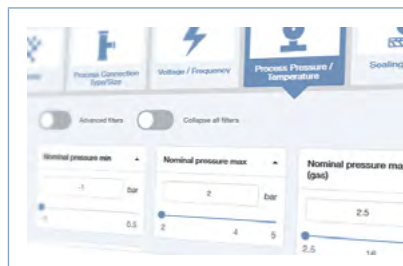 Process Connection
Type/Size
Voltage / Frequency
Process Pressure /
Temperature
Sealing
Advanced filters
Collapse all filters
Nominal pressure min
Nominal pressure max
Nominal pressure ma
(gas)
-1
bar
2
bar
2.5
-1
0.5
2
4
5
2.5
16